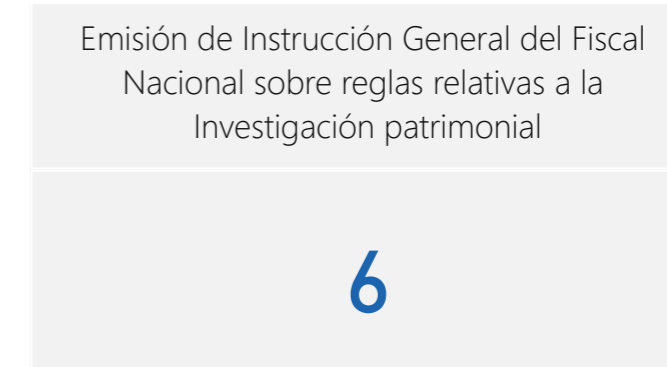 Emisión de Instrucción General del Fiscal
Nacional sobre reglas relativas a la
Investigación patrimonial
6